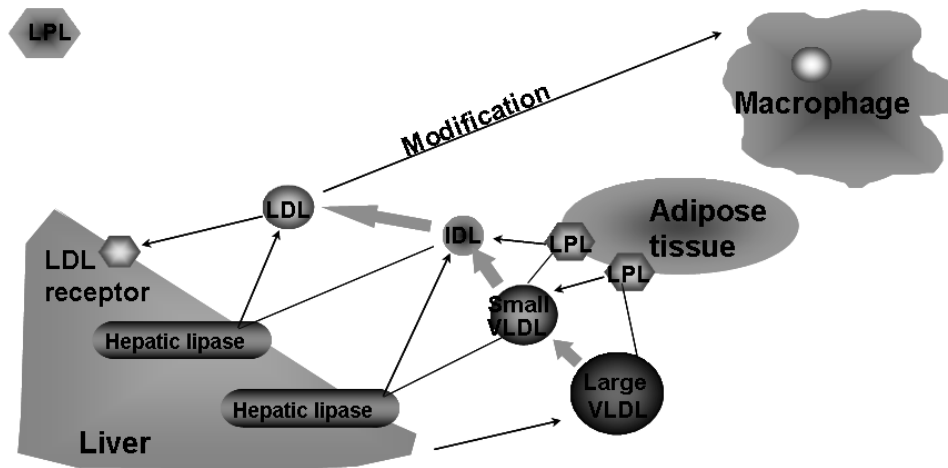 LPL
Macrophage
Modification
LDL
Adipose
tissue
IDL
LPL
LPL
LDL
receptor
Small
VLDL
Hepatic lipase
Large
VLDL
Hepatic lipase
Liver